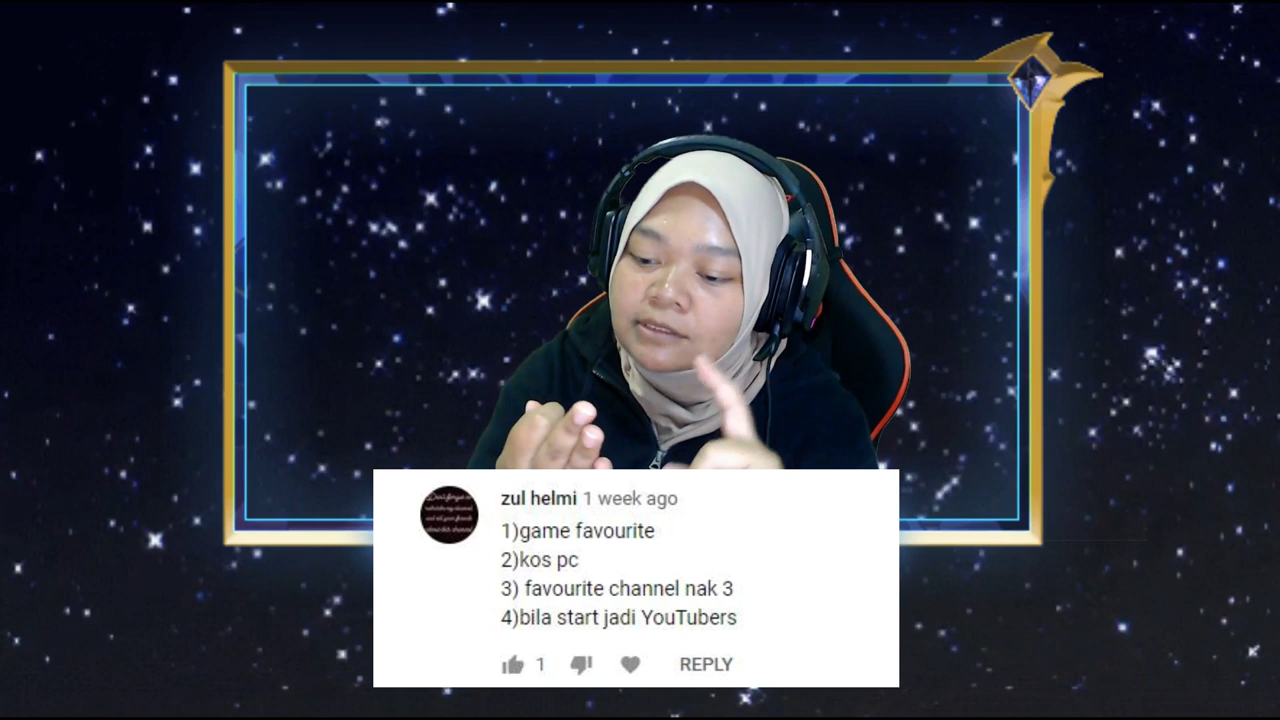 zul helmi 1 week ago
1)game favourite
2)kos pc
3) favourite channel nak 3
4)bila start jadi YouTubers
1 REPLY